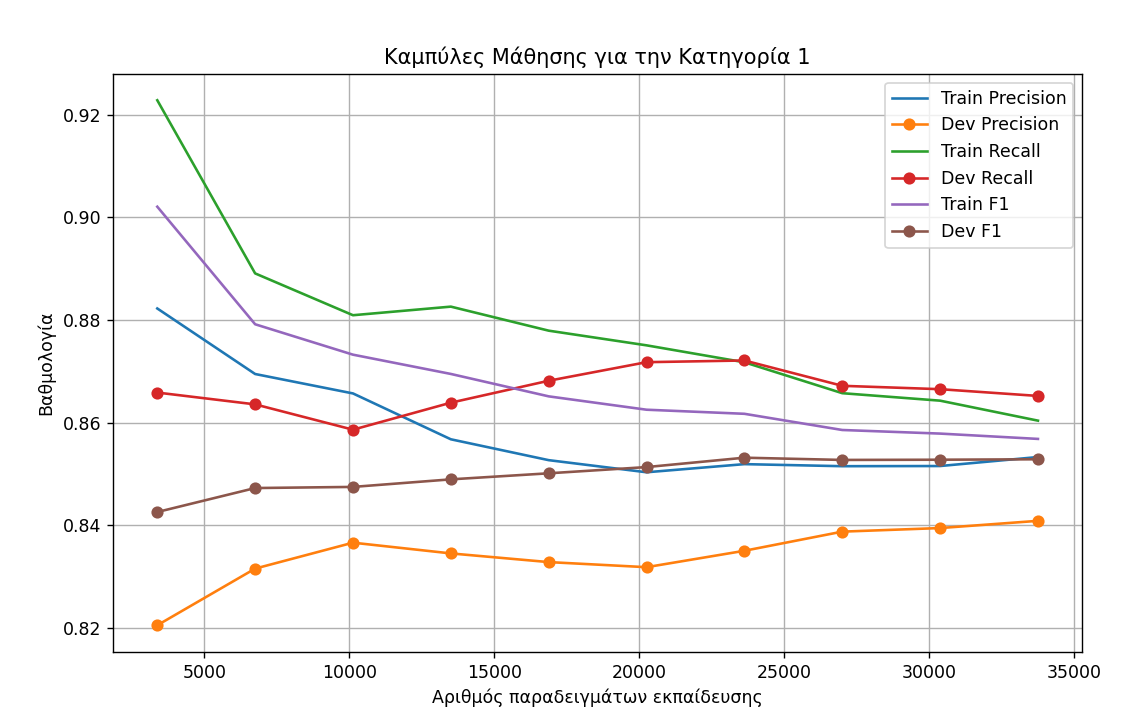 Καμπύλες Μάθησης για την Κατηγορία 1
Train Precision
Dev Precision
Train Recall
Dev Recall
Train F1
Dev F1
0.92
0.90
0.88
0.86
0.84
0.82
Βαθμολογία
5000 10000 15000 20000 25000 30000 35000
Αριθμός παραδειγμάτων εκπαίδευσης